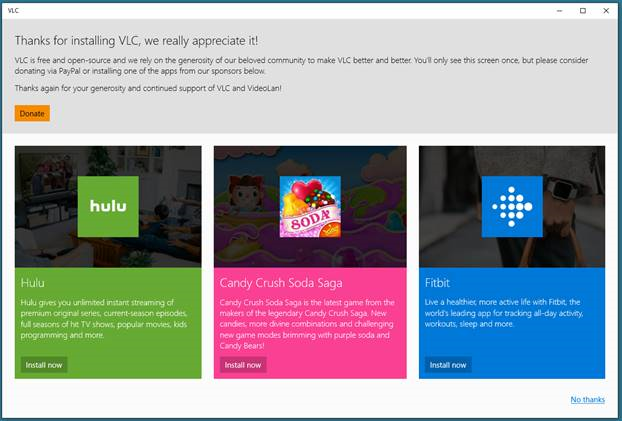 VLC
Thanks for installing VLC, we really appreciate it!
VLC is free and open-source and we rely on the generosity of our beloved community to make VLC better and better. You'll only see this screen once, but please consider
donating via PayPal or installing one of the apps from our sponsors below.
Thanks again for your generosity and continued support of VLC and VideoLan!
Donate
hulu
Hulu
Hulu gives you unlimited instant streaming of
premium original series, current-season episodes,
full seasons of hit TV shows, popular movies, kids
programming and more.
Install now
SODA
Candy Crush Soda Saga
Candy Crush Soda Saga is the latest game from the
makers of the legendary Candy Crush Saga. New
candies, more divine combinations and challenging
new game modes brimming with purple soda and
Candy Bears!
Install now
Fitbit
Live a healthier, more active life with Fitbit, the
world's leading app for tracking all-day activity,
workouts, sleep and more.
Install now
No thanks